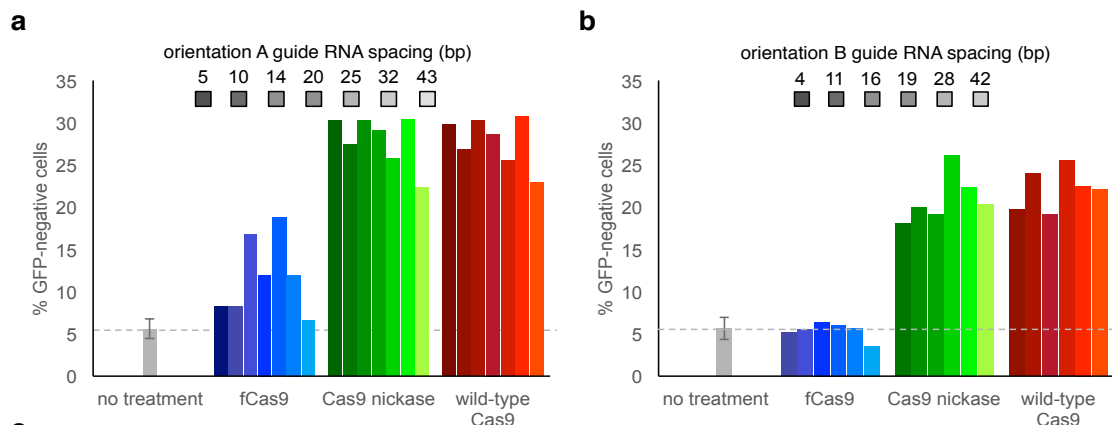 a
orientation A guide RNA spacing (bp)
5 10 14 20 25 32 43
% GFP-negative cells
35
30
25
20
15
10
5
0
no treatment fCas9 Cas9 nickase wild-type
Cas9
b
orientation B guide RNA spacing (bp)
4 11 16 19 28 42
% GFP-negative cells
35
30
25
20
15
10
5
0
no treatment fCas9 Cas9 nickase wild-type
Cas9